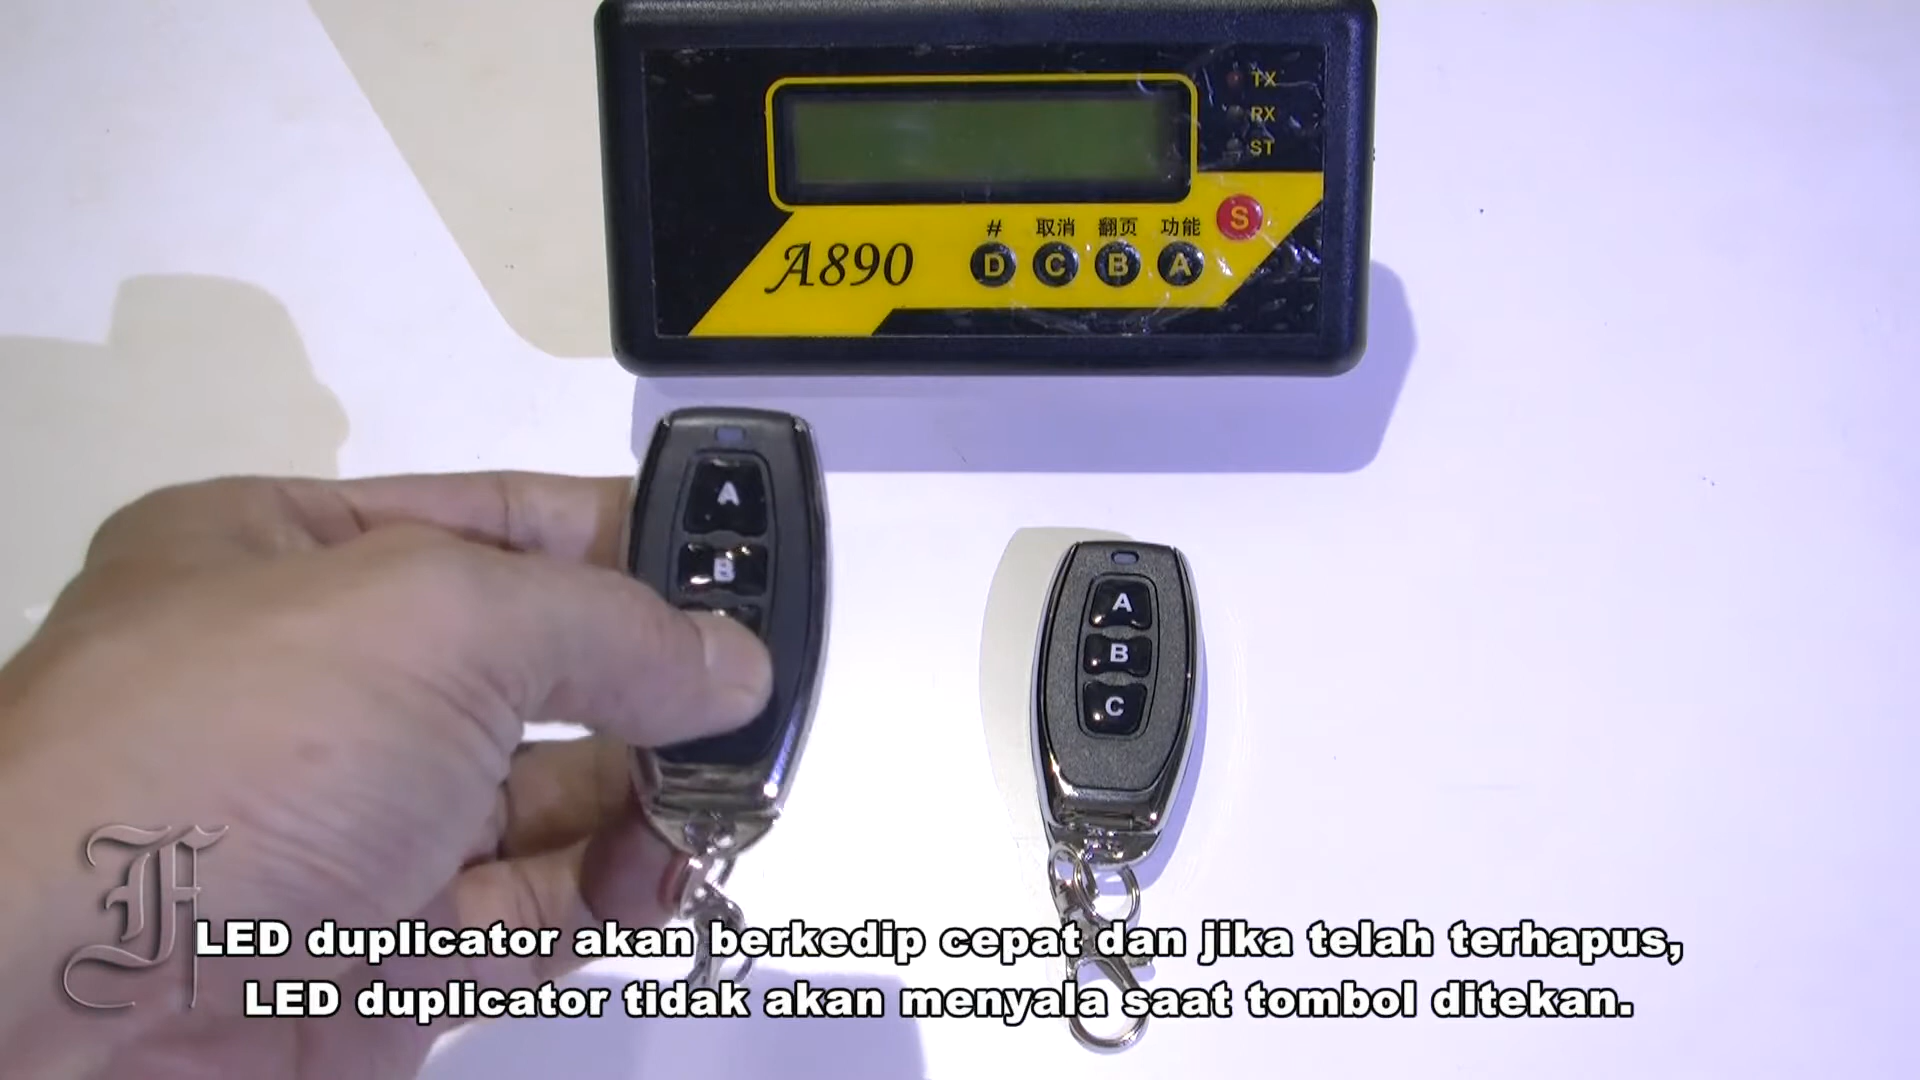 TX
RX
ST
S
# 取消 翻页 功能
A890 D C B A
A
B
A
B
C
F
LED duplicator akan berkedip cepat dan jika telah terhapus,
LED duplicator tidak akan menyala saat tombol ditekan.